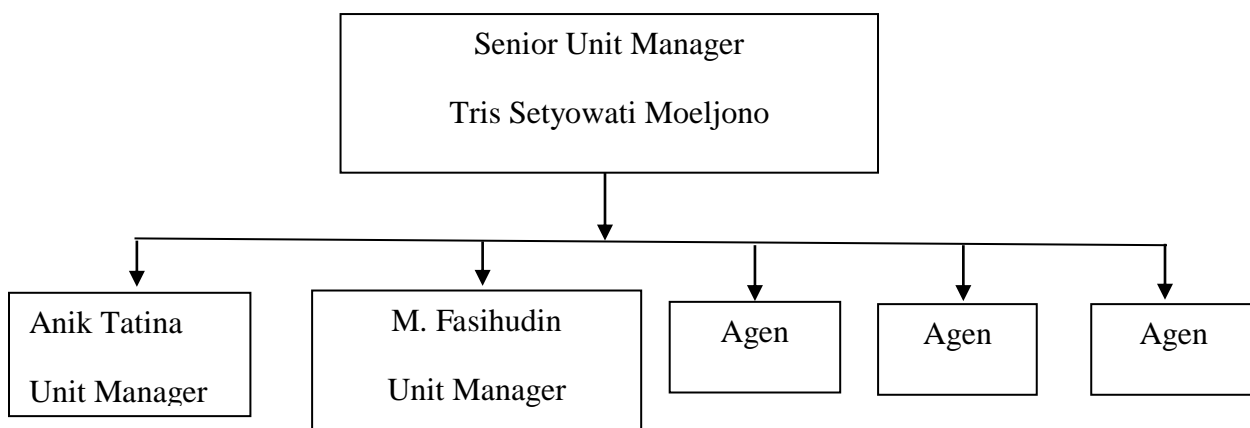 Senior Unit Manager
Tris Setyowati Moeljono
Anik Tatina
Unit Manager
M. Fasihudin
Unit Manager
Agen
Agen
Agen